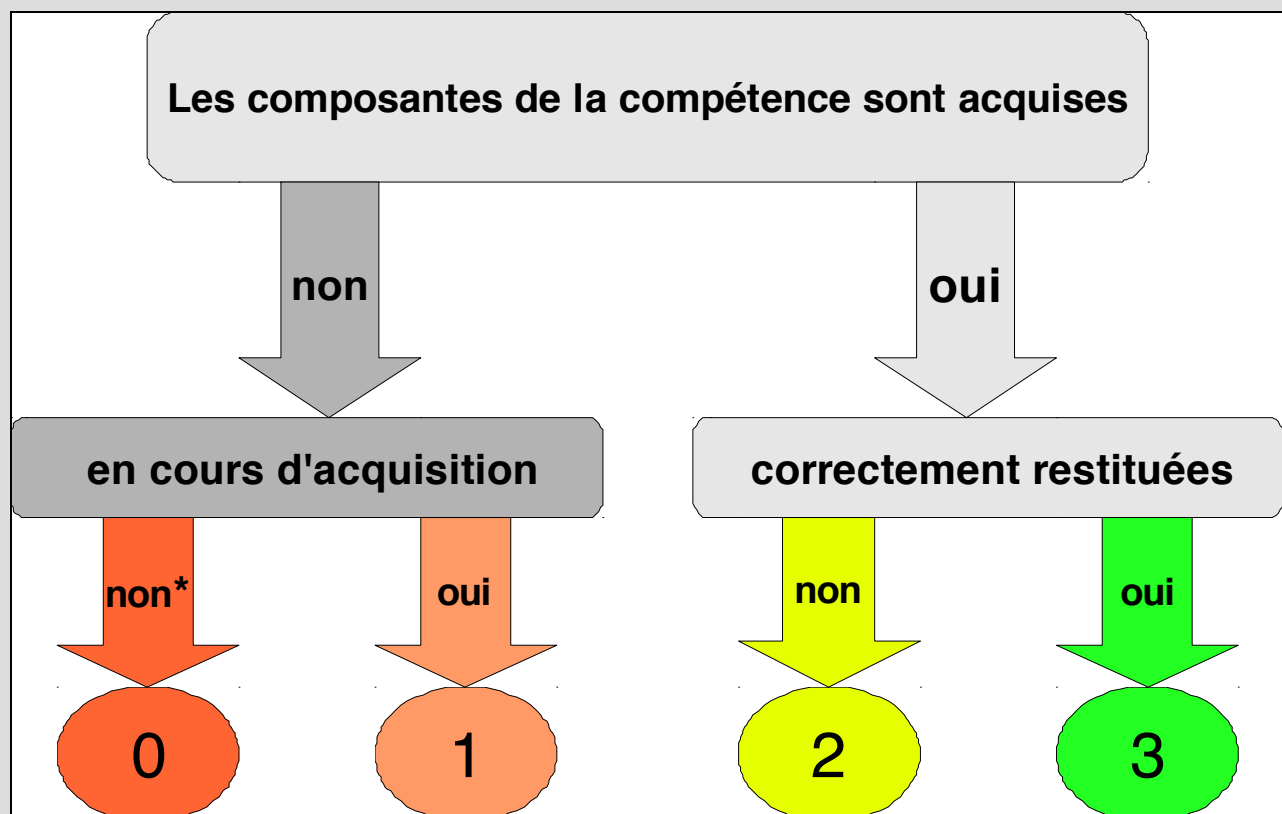 Les composantes de la compétence sont acquises
non
oui
en cours d'acquisition
correctement restituées
non*
oui
non
oui
0
1
2
3